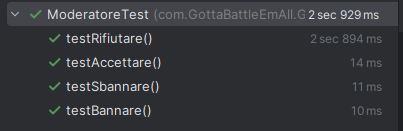 ModeratoreTest (com.GottaBattleEmAll.G 2 sec 929 ms
testRifiutare() 2 sec 894 ms
testAccettare() 14 ms
testSbannare() 11 ms
testBannare() 10 ms